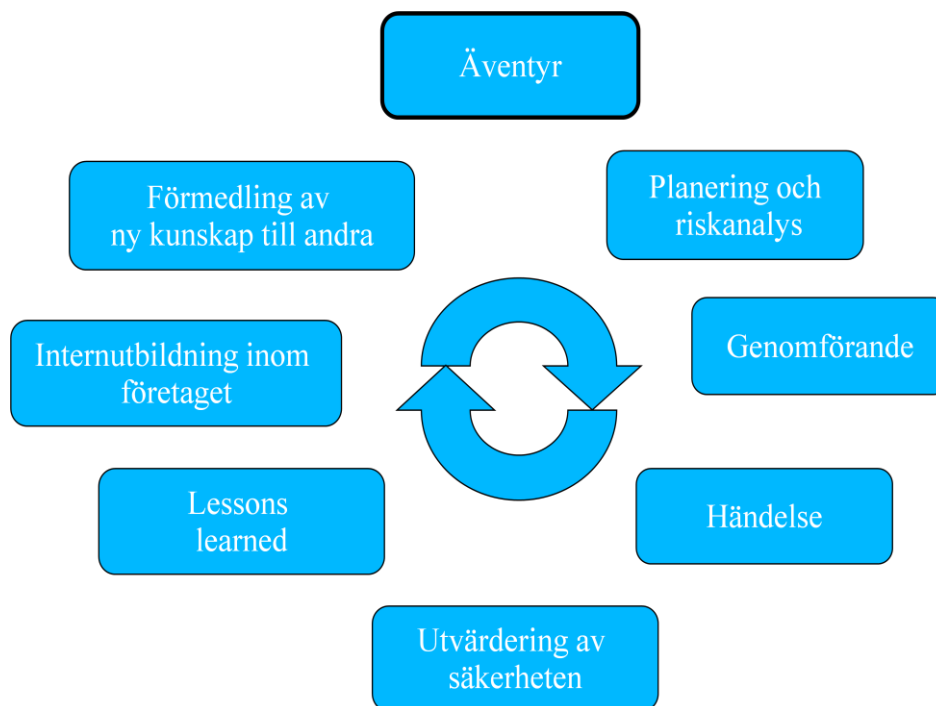 Äventyr
Planering och
riskanalys
Genomförande
Händelse
Utvärdering av
säkerheten
Lessons
learned
Internutbildning inom
företaget
Förmedling av
ny kunskap till andra